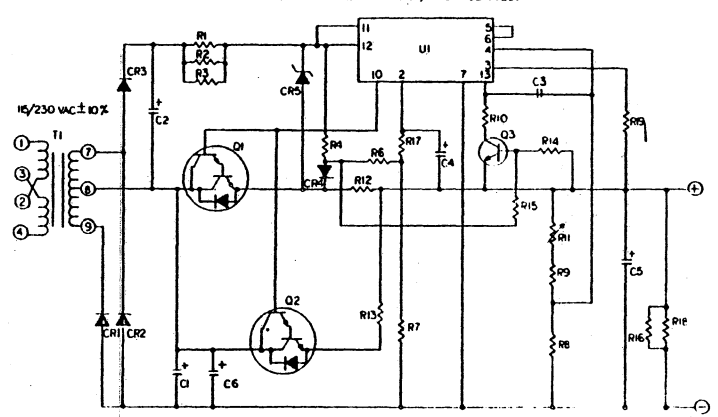 11
12
U1
5
6
4
3
10
2
7
13
R1
R2
R3
CR3
CR5
C2
C3
115/230 VAC ± 10%
T1
1
3
2
4
7
8
9
Q1
R4
R6
R17
C4
R10
Q3
R14
R19
CR4
R12
R15
+
R11
R9
C5
Q2
R13
R7
R8
R16
R18
CR1
CR2
C1
C6
−